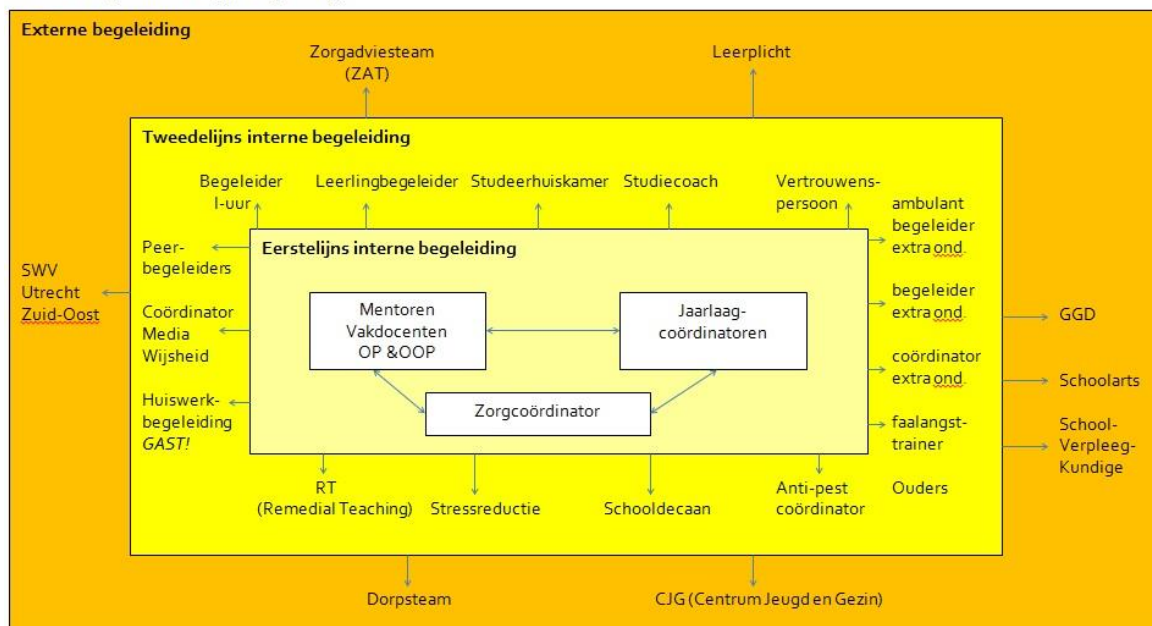 Externe begeleiding
Zorgadviesteam
(ZAT)
Leerplicht
Tweedelijns interne begeleiding
Begeleider
I-uur
Leerlingbegeleider
Studeerhuiskamer
Studiecoach
Vertrouwens-
persoon
ambulant
begeleider
extra ond.
Peer-
begeleiders
Eerstelijns interne begeleiding
SWV
Utrecht
Zuid-Oost
Coördinator
Media
Wijsheid
Mentoren
Vakdocenten
OP &OOP
Jaarlaag-
coördinatoren
begeleider
extra ond.
GGD
Huiswerk-
begeleiding
GAST!
Zorgcoördinator
coördinator
extra ond.
Schoolarts
faalangst-
trainer
School-
Verpleeg-
Kundige
RT
(Remedial Teaching)
Stressreductie
Schooldecaan
Anti-pest
coördinator
Ouders
Dorpsteam
CJG (Centrum Jeugd en Gezin)